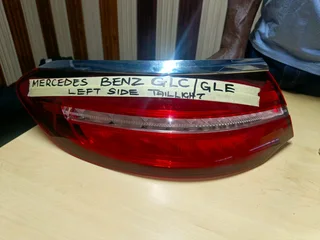 MERCEDES BENZ GLC/GLE
LEFT SIDE TAILLIGHT